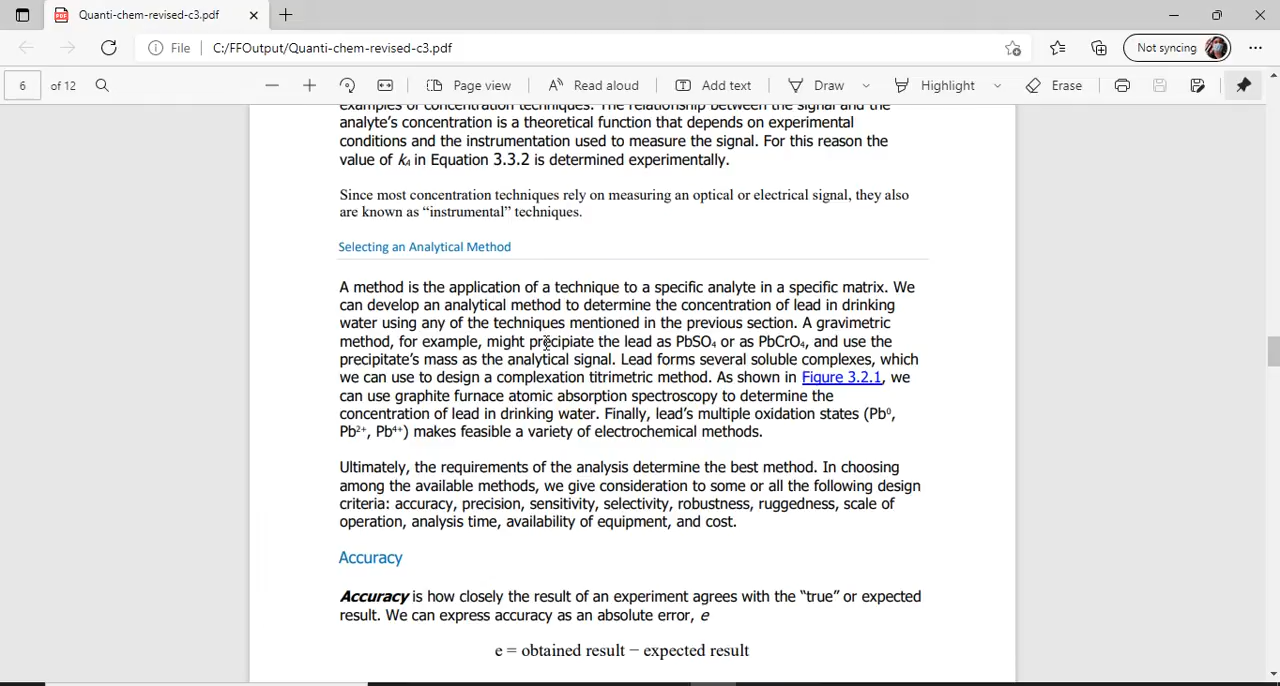 Quanti-chem-revised-c3.pdf
File C:/FFOutput/Quanti-chem-revised-c3.pdf Not syncing
6 of 12 Page view Read aloud Add text Draw Highlight Erase
examples of concentration techniques. The relationship between the signal and the
analyte's concentration is a theoretical function that depends on experimental
conditions and the instrumentation used to measure the signal. For this reason the
value of kA in Equation 3.3.2 is determined experimentally.
Since most concentration techniques rely on measuring an optical or electrical signal, they also
are known as “instrumental” techniques.
Selecting an Analytical Method
A method is the application of a technique to a specific analyte in a specific matrix. We
can develop an analytical method to determine the concentration of lead in drinking
water using any of the techniques mentioned in the previous section. A gravimetric
method, for example, might precipiate the lead as PbSO₄ or as PbCrO₄, and use the
precipitate's mass as the analytical signal. Lead forms several soluble complexes, which
we can use to design a complexation titrimetric method. As shown in Figure 3.2.1, we
can use graphite furnace atomic absorption spectroscopy to determine the
concentration of lead in drinking water. Finally, lead's multiple oxidation states (Pb⁰,
Pb²⁺, Pb⁴⁺) makes feasible a variety of electrochemical methods.
Ultimately, the requirements of the analysis determine the best method. In choosing
among the available methods, we give consideration to some or all the following design
criteria: accuracy, precision, sensitivity, selectivity, robustness, ruggedness, scale of
operation, analysis time, availability of equipment, and cost.
Accuracy
Accuracy is how closely the result of an experiment agrees with the “true” or expected
result. We can express accuracy as an absolute error, e
e = obtained result − expected result